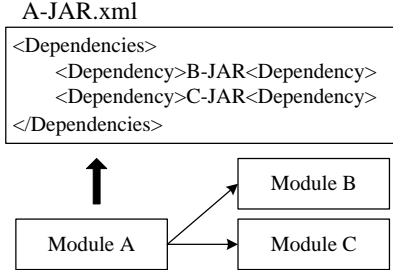 A-JAR.xml
<Dependencies>
<Dependency>B-JAR<Dependency>
<Dependency>C-JAR<Dependency>
</Dependencies>
Module B
Module A
Module C